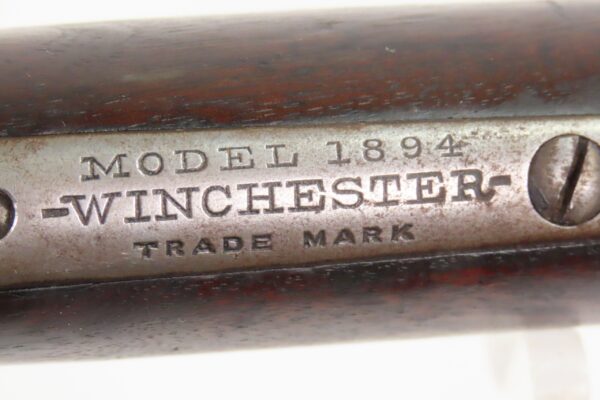 MODEL 1894
-WINCHESTER-
TRADE MARK